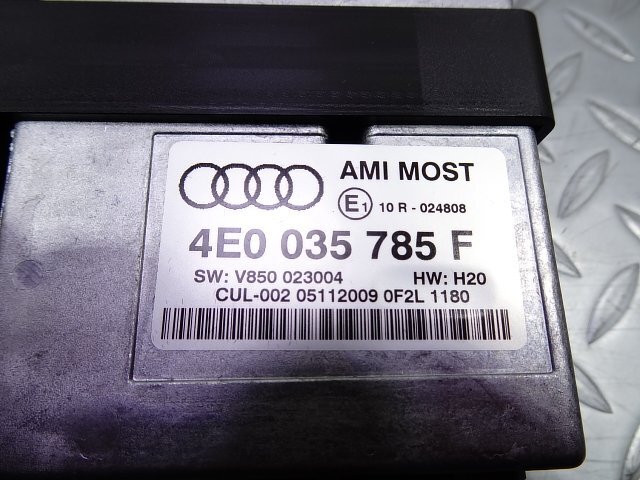 AMI MOST
E1 10 R - 024808
4E0 035 785 F
SW: V850 023004 HW: H20
CUL-002 05112009 0F2L 1180